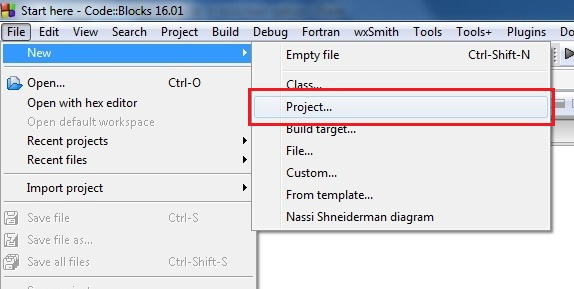 Start here - Code::Blocks 16.01
File Edit View Search Project Build Debug Fortran wxSmith Tools Tools+ Plugins
New
Open... Ctrl-O
Open with hex editor
Open default workspace
Recent projects
Recent files
Import project
Save file Ctrl-S
Save file as...
Save all files Ctrl-Shift-S
Empty file Ctrl-Shift-N
Class...
Project...
Build target...
File...
Custom...
From template...
Nassi Shneiderman diagram